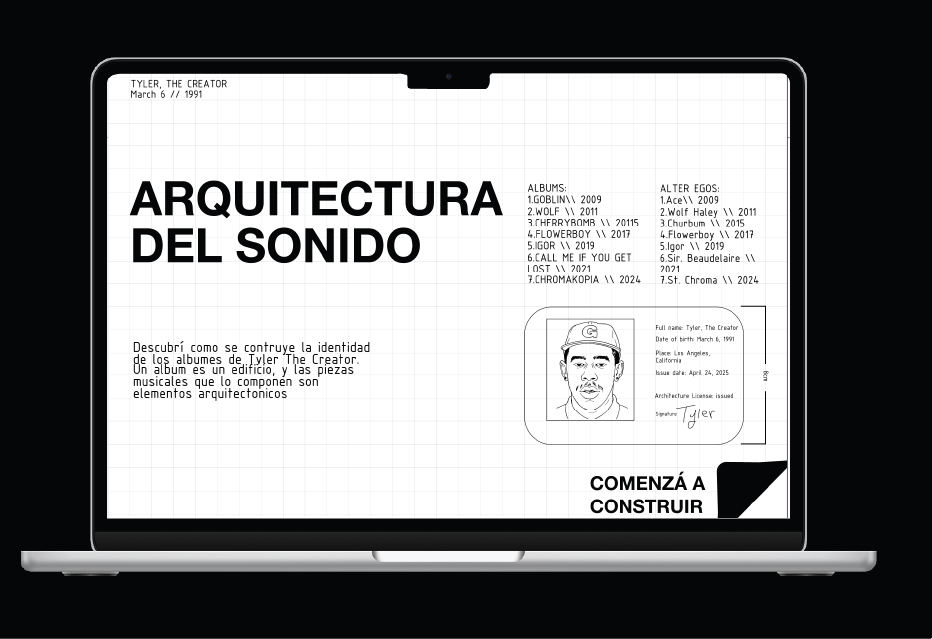 TYLER, THE CREATOR
March 6 // 1991
ARQUITECTURA
DEL SONIDO
Descubrí como se contruye la identidad
de los albumes de Tyler The Creator.
Un album es un edificio, y las piezas
musicales que lo componen son
elementos arquitectonicos
ALBUMS:
1.GOBLIN\\ 2009
2.WOLF \\ 2011
3.CHERRYBOMB \\ 20115
4.FLOWERBOY \\ 2017
5.IGOR \\ 2019
6.CALL ME IF YOU GET
LOST \\ 2021
7.CHROMAKOPIA \\ 2024
ALTER EGOS:
1.Ace\\ 2009
2.Wolf Haley \\ 2011
3.Churbum \\ 2015
4.Flowerboy \\ 2017
5.Igor \\ 2019
6.Sir. Beaudelaire \\
2021
7.St. Chroma \\ 2024
G
Full name: Tyler, The Creator
Date of birth: March 6, 1991
Place: Los Angeles,
California
Issue date: April 24, 2025
Architecture License: issued
Signature Tyler
6cm
COMENZÁ A
CONSTRUIR